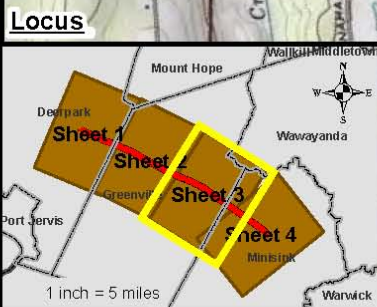 Locus
Wallkill Middletown
Mount Hope
N
W E
S
Deerpark
Sheet 1
Wawayanda
Sheet 2
Greenville
Sheet 3
Port Jervis
Sheet 4
Minisink
1 inch = 5 miles
Warwick